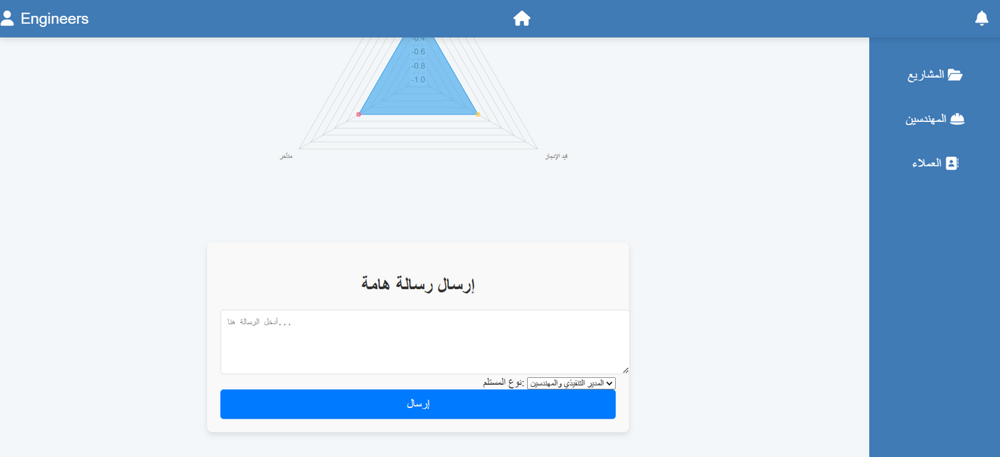 Engineers
-0.4
-0.6
-0.8
-1.0
متأخر
قيد الإنجاز
المشاريع
المهندسين
العملاء
إرسال رسالة هامة
أدخل الرسالة هنا...
نوع المستلم: المدير التنفيذي والمهندسين
إرسال